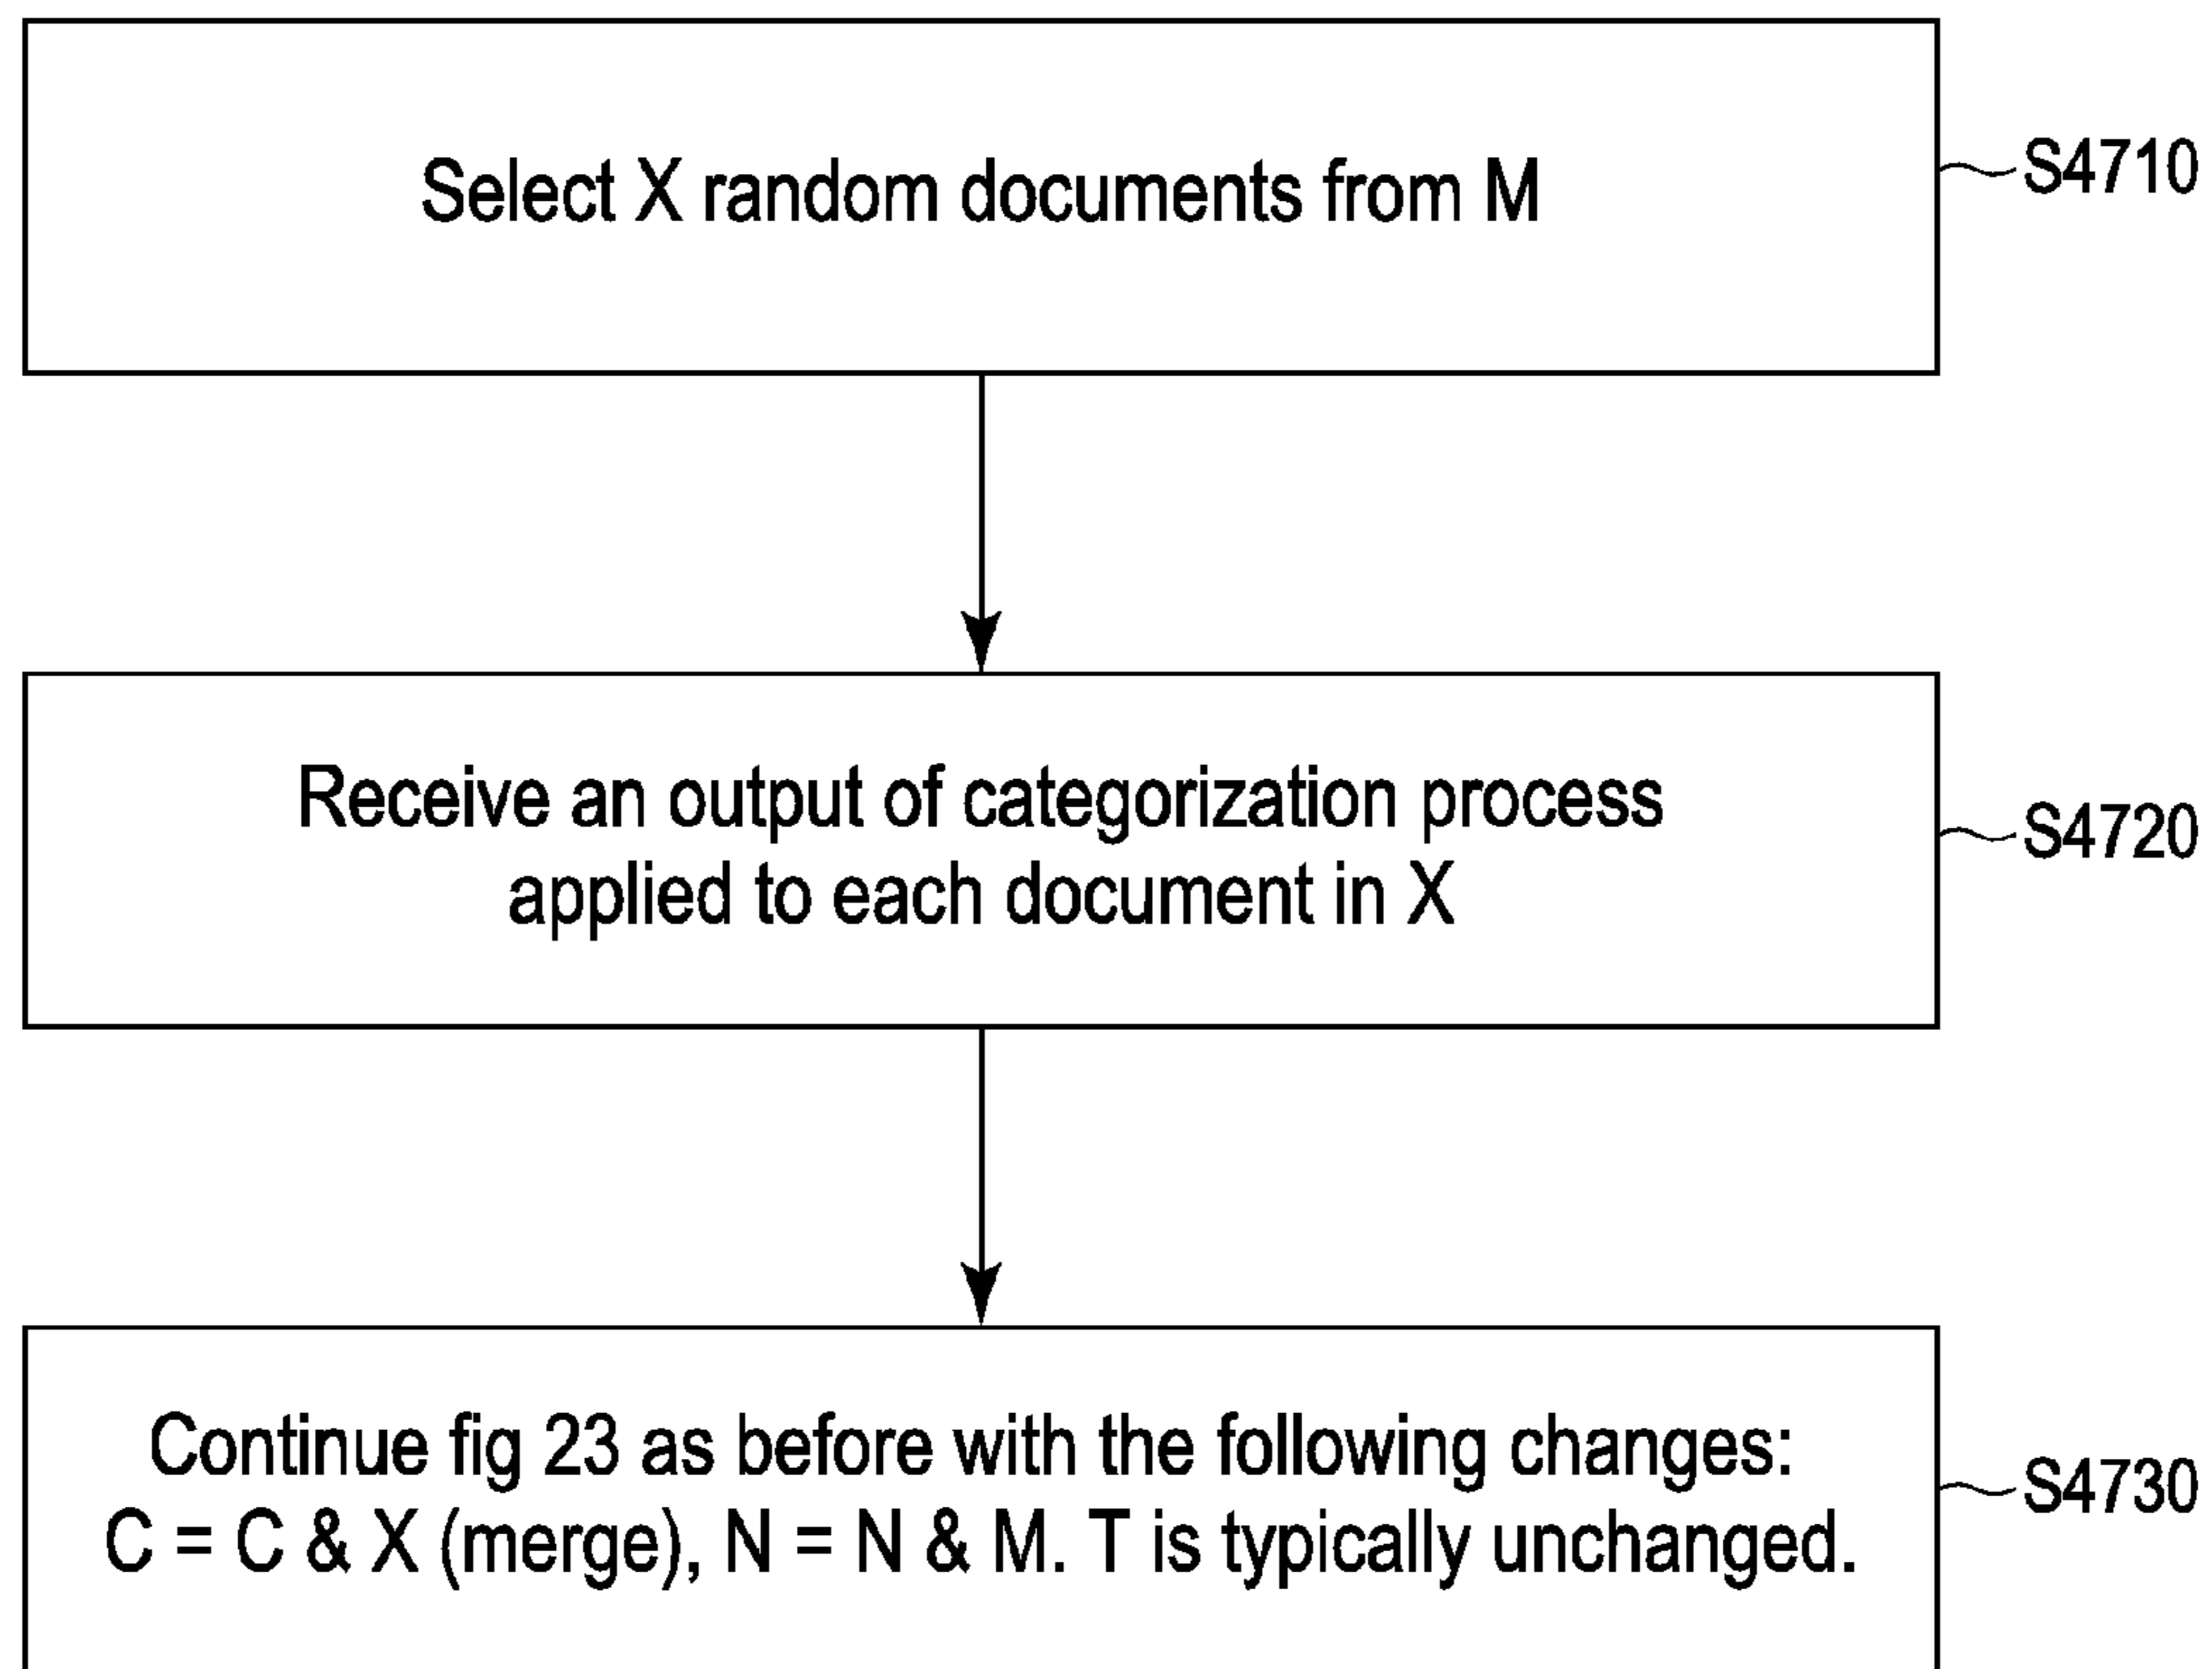 Select X random documents from M
S4710
Receive an output of categorization process
applied to each document in X
S4720
Continue fig 23 as before with the following changes:
C = C & X (merge), N = N & M. T is typically unchanged.
S4730